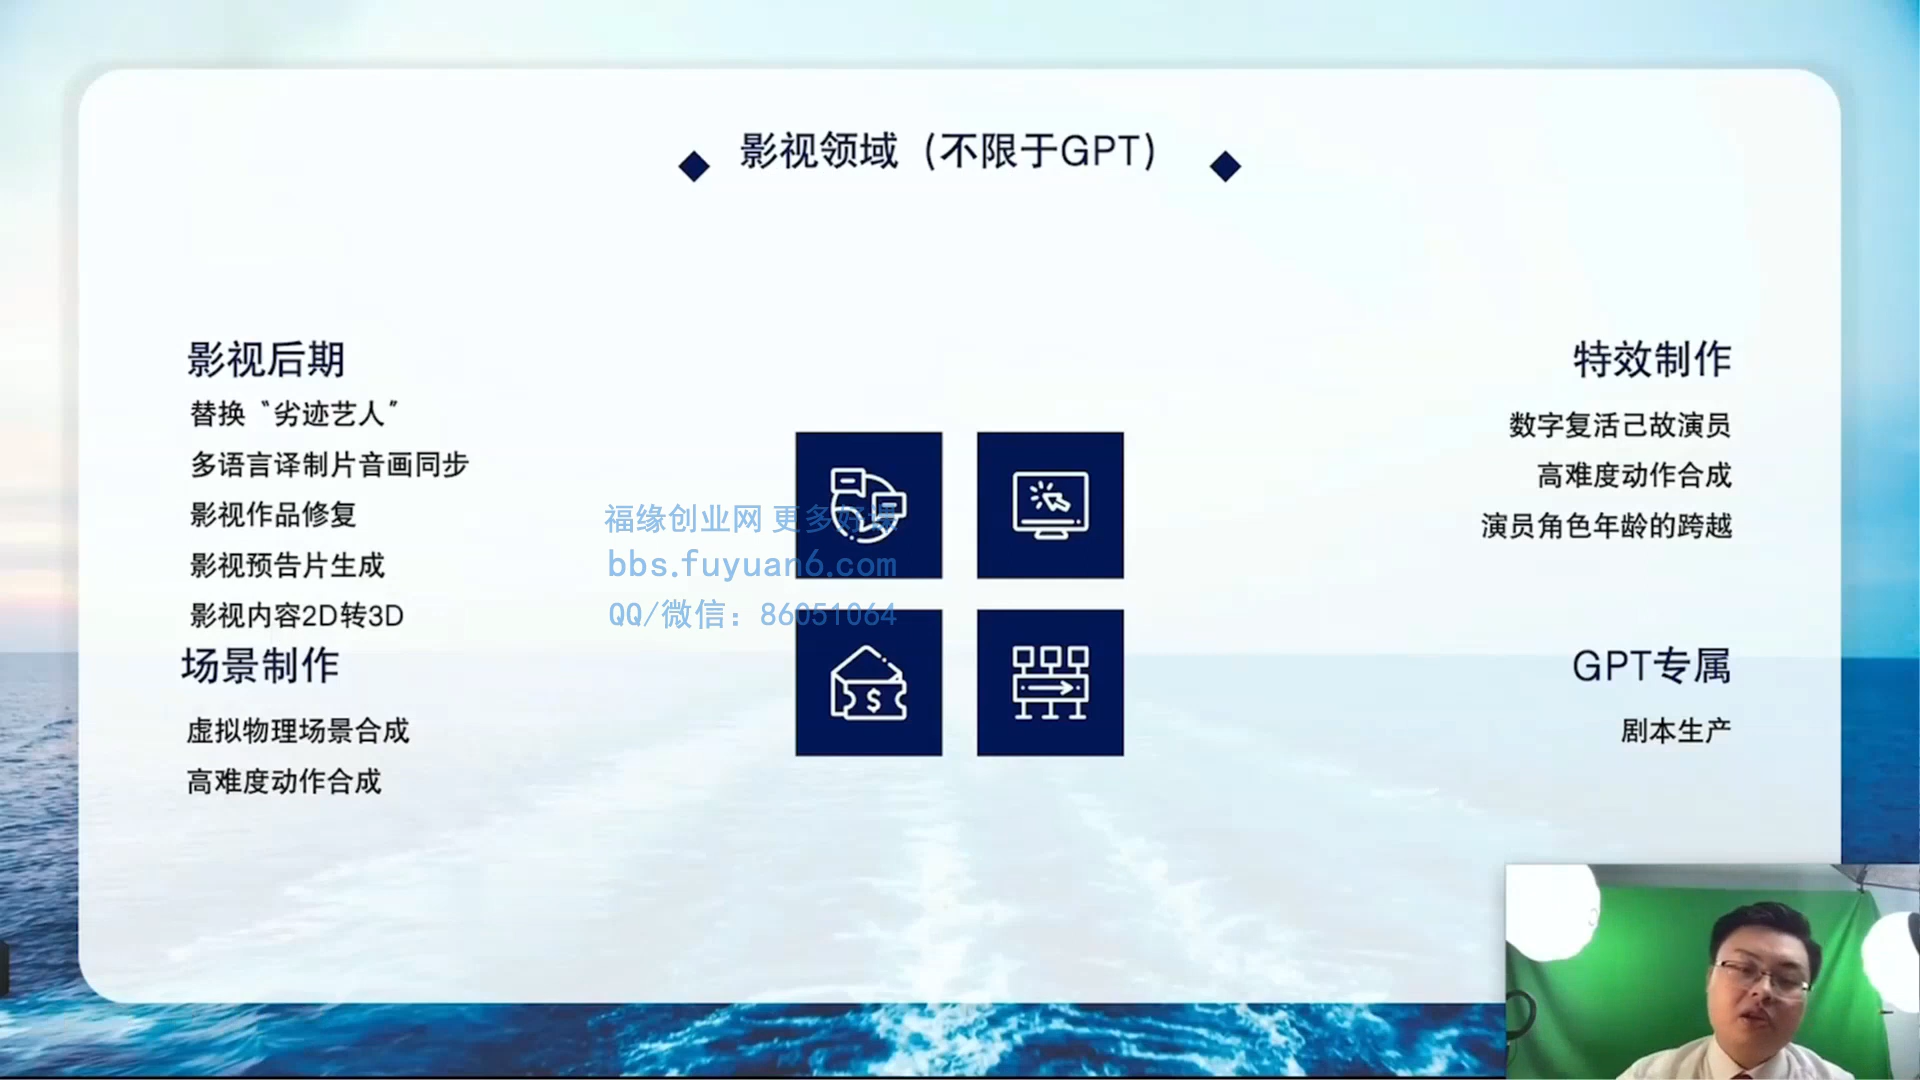 影视领域（不限于GPT）
影视后期
替换“劣迹艺人”
多语言译制片音画同步
影视作品修复
影视预告片生成
影视内容2D转3D
场景制作
虚拟物理场景合成
高难度动作合成
福缘创业网 更多好课
bbs.fuyuan6.com
QQ/微信：86051064
$
特效制作
数字复活己故演员
高难度动作合成
演员角色年龄的跨越
GPT专属
剧本生产